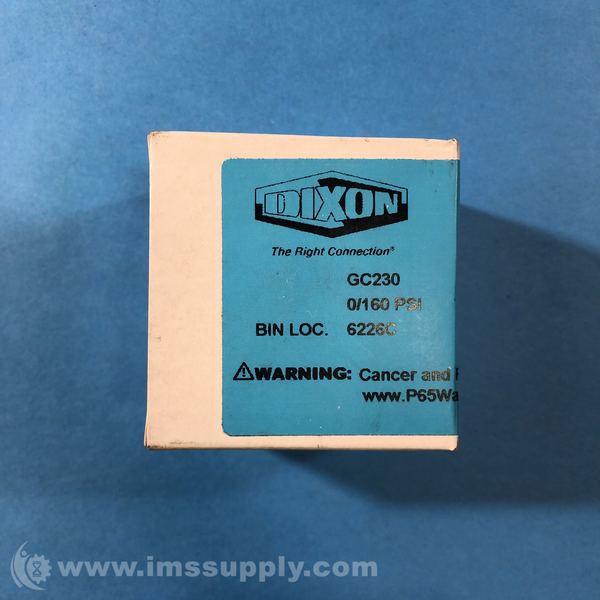 DIXON
The Right Connection®
GC230
0/160 PSI
BIN LOC. 6226C
⚠WARNING: Cancer and
www.P65Wa
www.imssupply.com